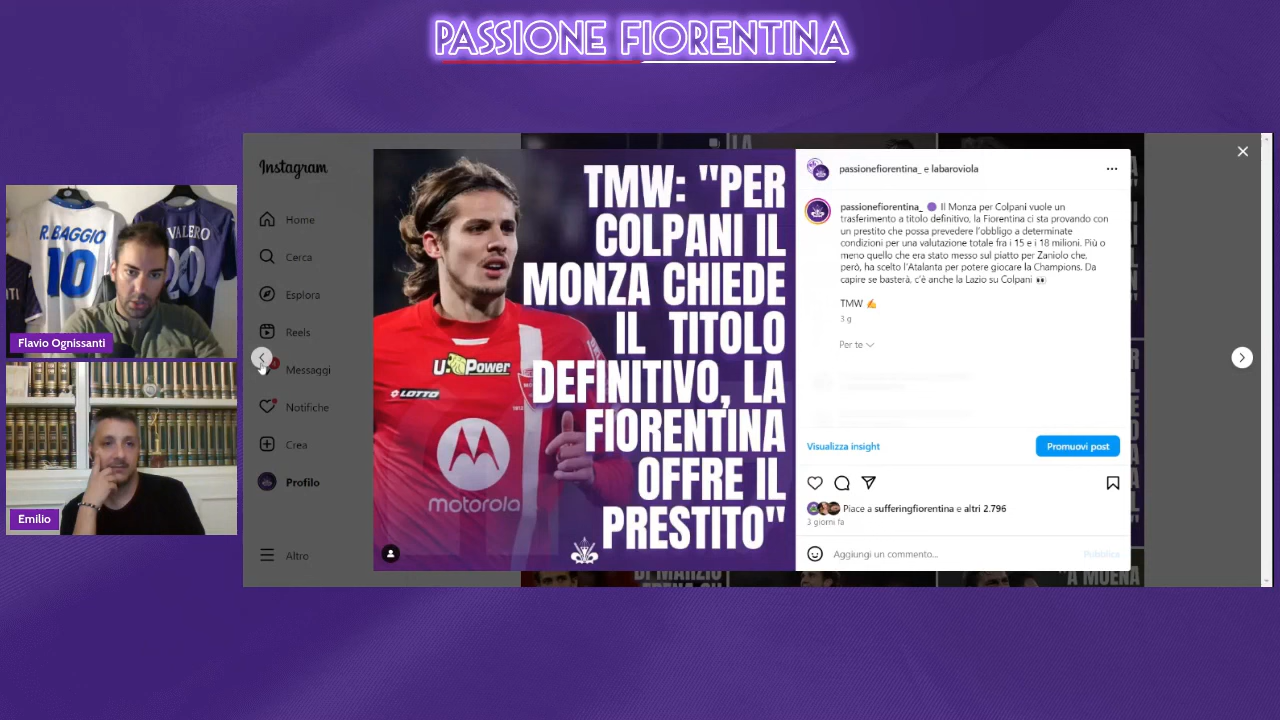 PASSIONE FIORENTINA
R.BAGGIO
10
VALERO
20
Flavio Ognissanti
Emilio
Instagram
Home
Cerca
Esplora
Reels
Messaggi
Notifiche
Crea
Profilo
Altro
TMW: "PER
COLPANI IL
MONZA CHIEDE
IL TITOLO
DEFINITIVO, LA
FIORENTINA
OFFRE IL
PRESTITO"
U-Power
LOTTO
motorola
passionefiorentina_ e labaroviola
passionefiorentina_ 🟣 Il Monza per Colpani vuole un
trasferimento a titolo definitivo, la Fiorentina ci sta provando con
un prestito che possa prevedere l'obbligo a determinate
condizioni per una valutazione totale fra i 15 e i 18 milioni. Più o
meno quello che era stato messo sul piatto per Zaniolo che,
però, ha scelto l'Atalanta per potere giocare la Champions. Da
capire se basterà, c'è anche la Lazio su Colpani 👀
TMW ✍️
3 g
Per te
Visualizza insight
Promuovi post
Piace a sufferingfiorentina e altri 2.796
3 giorni fa
Aggiungi un commento...
Pubblica
DI MARZIO
"A MOENA